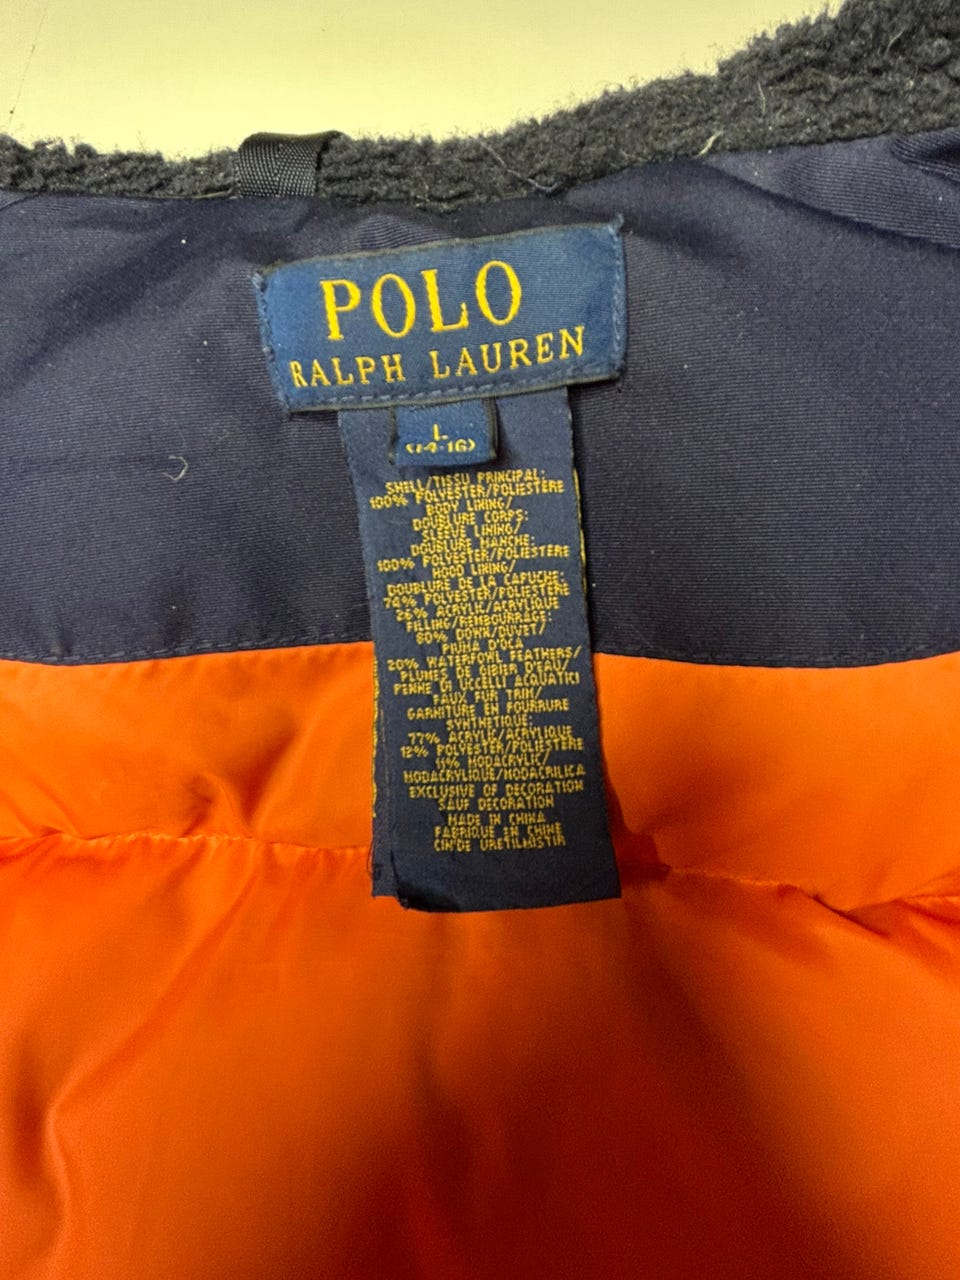 POLO
RALPH LAUREN
L
(14-16)
SHELL/TISSU PRINCIPAL:
100% POLYESTER/POLIESTERE
BODY LINING/
DOUBLURE CORPS:
SLEEVE LINING/
DOUBLURE MANCHE:
100% POLYESTER/POLIESTERE
HOOD LINING/
DOUBLURE DE LA CAPUCHE:
74% POLYESTER/POLIESTERE
26% ACRYLIC/ACRYLIQUE
FILLING/REMBOURRAGE:
80% DOWN/DUVET/
PIUMA D'OCA
20% WATERFOWL FEATHERS/
PLUMES DE GIBIER D'EAU/
PENNE DI UCCELLI ACQUATICI
FAUX FUR TRIM/
GARNITURE EN FOURRURE
SYNTHETIQUE:
77% ACRYLIC/ACRYLIQUE
12% POLYESTER/POLIESTERE
11% MODACRYLIC/
MODACRYLIQUE/MODACRILICA
EXCLUSIVE OF DECORATION
SAUF DECORATION
MADE IN CHINA
FABRIQUE EN CHINE
CIN'DE URETILMISTIR